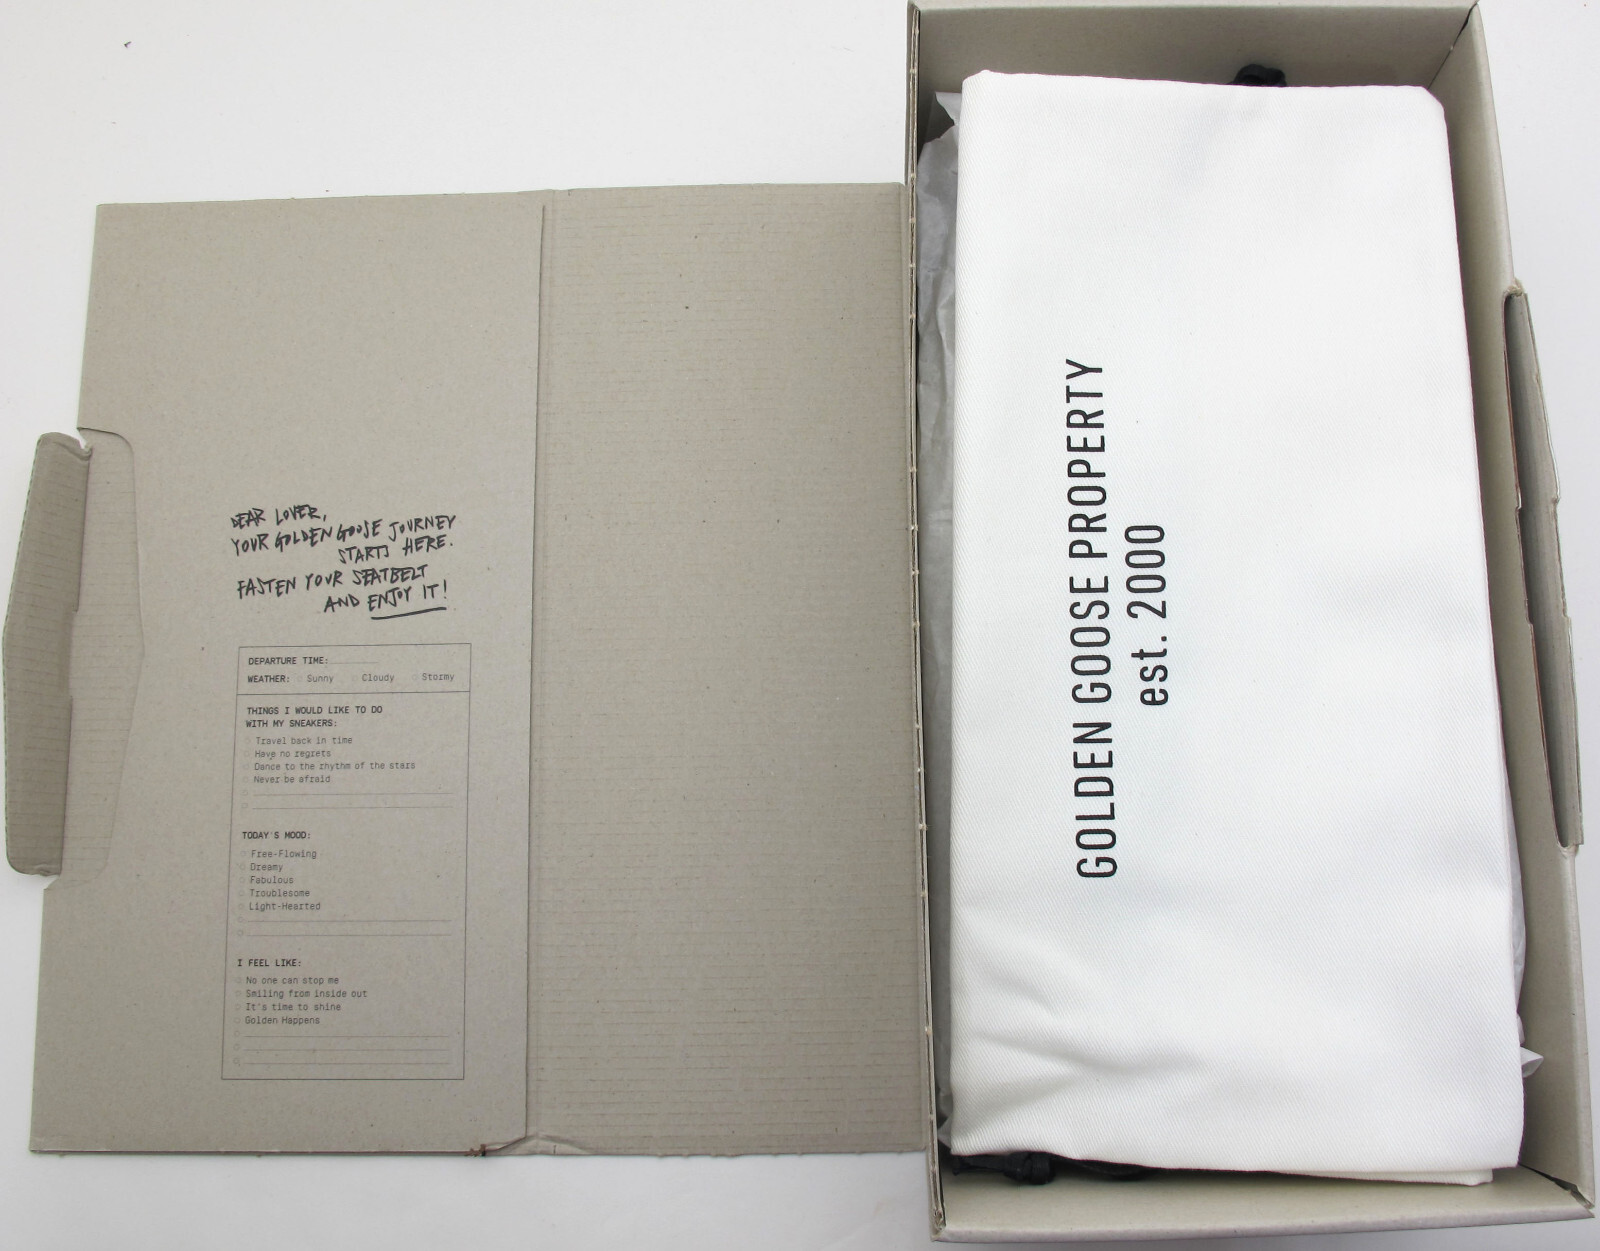 DEAR LOVER,
YOUR GOLDEN GOOSE JOURNEY
STARTS HERE.
FASTEN YOUR SEATBELT
AND ENJOY IT!
DEPARTURE TIME:
WEATHER: Sunny Cloudy Stormy
THINGS I WOULD LIKE TO DO
WITH MY SNEAKERS:
Travel back in time
Have no regrets
Dance to the rhythm of the stars
Never be afraid
TODAY'S MOOD:
Free-Flowing
Dreamy
Fabulous
Troublesome
Light-Hearted
I FEEL LIKE:
No one can stop me
Smiling from inside out
It's time to shine
Golden Happens
GOLDEN GOOSE PROPERTY
est. 2000